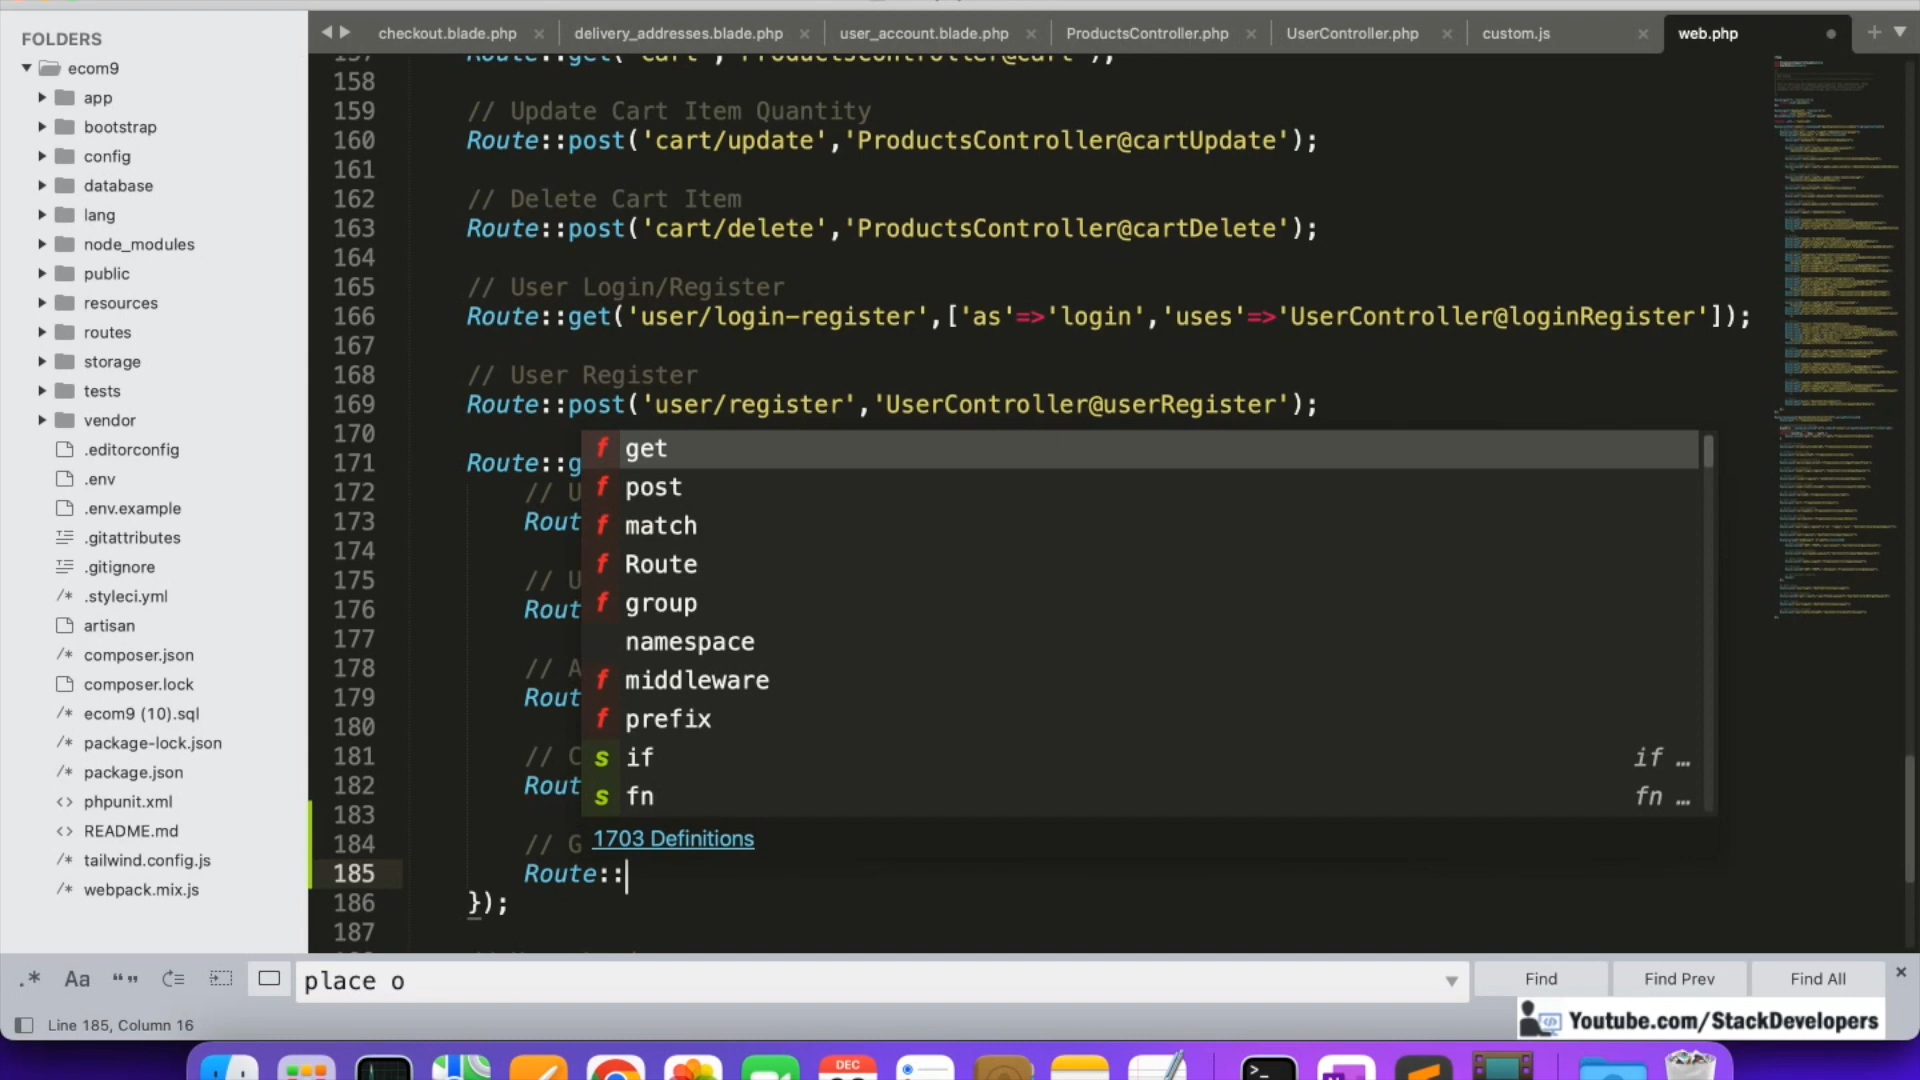 FOLDERS
ecom9
app
bootstrap
config
database
lang
node_modules
public
resources
routes
storage
tests
vendor
.editorconfig
.env
.env.example
.gitattributes
.gitignore
/* .styleci.yml
artisan
/* composer.json
composer.lock
/* ecom9 (10).sql
/* package-lock.json
/* package.json
<> phpunit.xml
<> README.md
/* tailwind.config.js
/* webpack.mix.js
checkout.blade.php × delivery_addresses.blade.php × user_account.blade.php × ProductsController.php × UserController.php × custom.js × web.php
157 Route::get('cart','ProductsController@cart');
158
159 // Update Cart Item Quantity
160 Route::post('cart/update','ProductsController@cartUpdate');
161
162 // Delete Cart Item
163 Route::post('cart/delete','ProductsController@cartDelete');
164
165 // User Login/Register
166 Route::get('user/login-register',['as'=>'login','uses'=>'UserController@loginRegister']);
167
168 // User Register
169 Route::post('user/register','UserController@userRegister');
170
171 Route::g
172 // U
173 Rout
174
175 // U
176 Rout
177
178 // A
179 Rout
180
181 // C
182 Rout
183
184 // G
185 Route::
186 });
187
f get
f post
f match
f Route
f group
namespace
f middleware
f prefix
s if if …
s fn fn …
1703 Definitions
.* Aa “” place o Find Find Prev Find All ×
Line 185, Column 16
Youtube.com/StackDevelopers
DEC